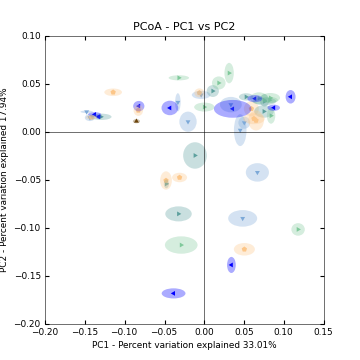 PCoA - PC1 vs PC2
0.10
0.05
0.00
−0.05
−0.10
−0.15
−0.20
PC2 - Percent variation explained 17.94%
−0.20 −0.15 −0.10 −0.05 0.00 0.05 0.10 0.15
PC1 - Percent variation explained 33.01%